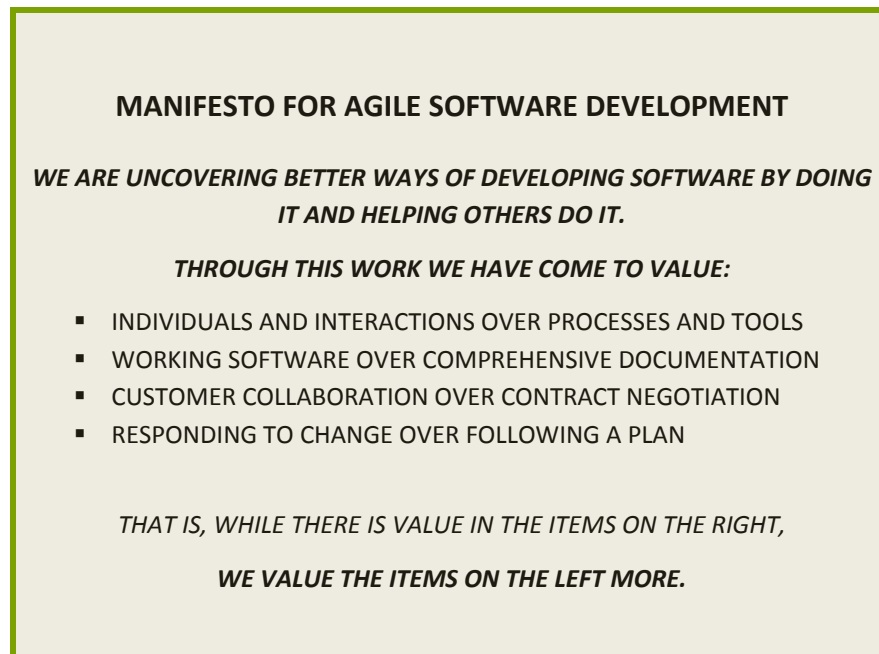 MANIFESTO FOR AGILE SOFTWARE DEVELOPMENT
WE ARE UNCOVERING BETTER WAYS OF DEVELOPING SOFTWARE BY DOING
IT AND HELPING OTHERS DO IT.
THROUGH THIS WORK WE HAVE COME TO VALUE:
▪ INDIVIDUALS AND INTERACTIONS OVER PROCESSES AND TOOLS
▪ WORKING SOFTWARE OVER COMPREHENSIVE DOCUMENTATION
▪ CUSTOMER COLLABORATION OVER CONTRACT NEGOTIATION
▪ RESPONDING TO CHANGE OVER FOLLOWING A PLAN
THAT IS, WHILE THERE IS VALUE IN THE ITEMS ON THE RIGHT,
WE VALUE THE ITEMS ON THE LEFT MORE.